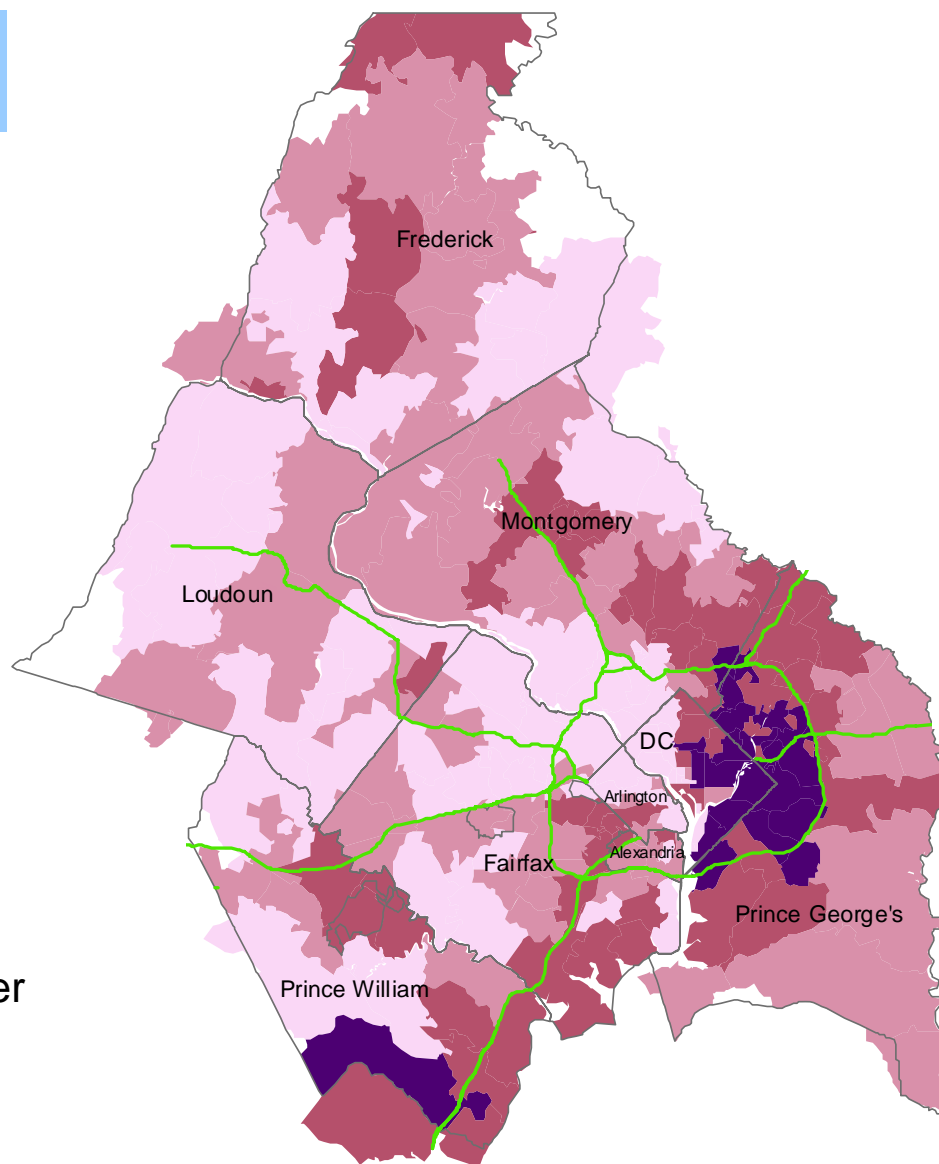 Frederick
Montgomery
Loudoun
DC
Arlington
Alexandria
Fairfax
Prince George's
Prince William
er